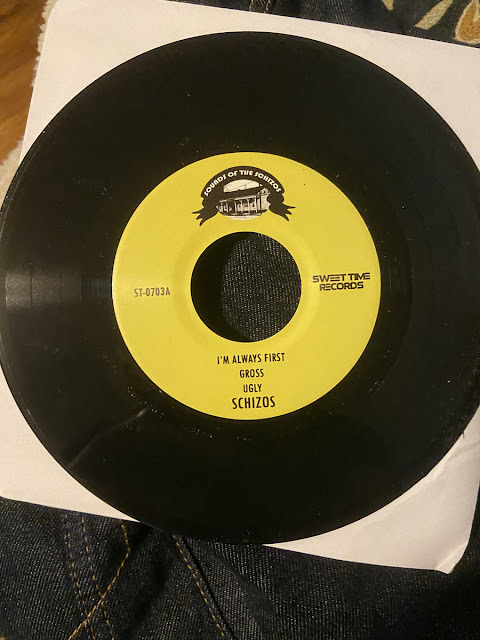 SOUNDS OF THE SCHIZOS
ST-0703A
SWEET TIME
RECORDS
I'M ALWAYS FIRST
GROSS
UGLY
SCHIZOS